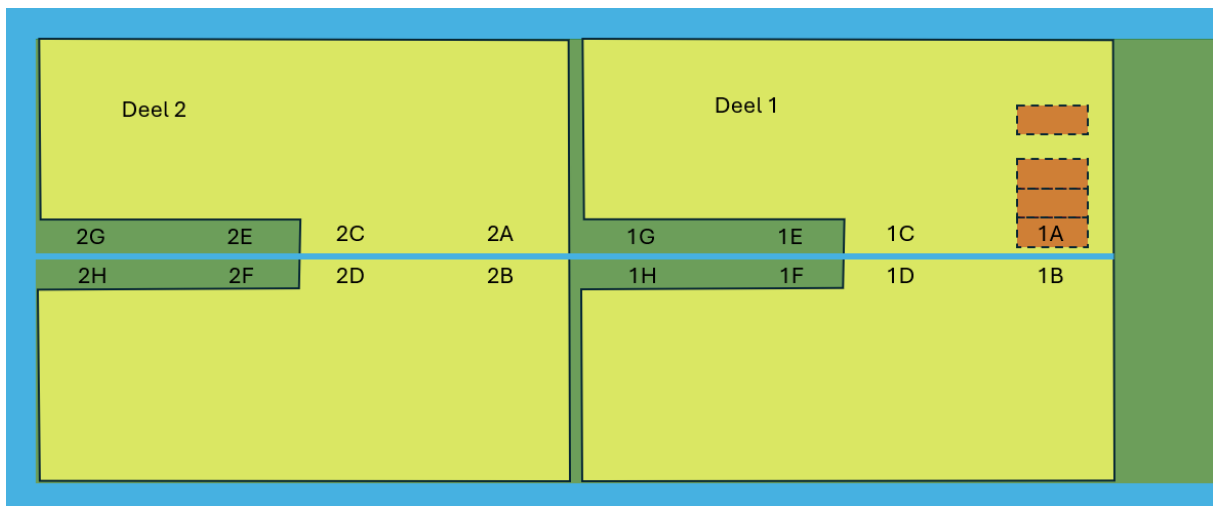 Deel 2
Deel 1
2G 2E 2C 2A 1G 1E 1C 1A
2H 2F 2D 2B 1H 1F 1D 1B